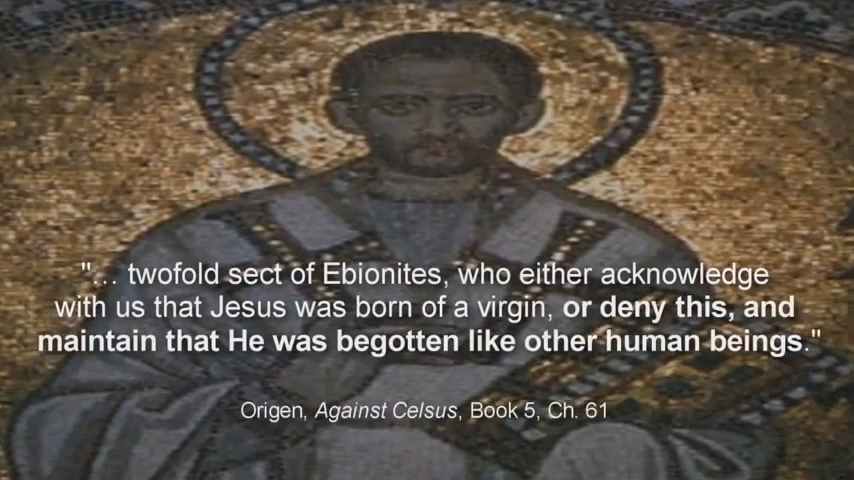 "... twofold sect of Ebionites, who either acknowledge
with us that Jesus was born of a virgin, or deny this, and
maintain that He was begotten like other human beings."
Origen, Against Celsus, Book 5, Ch. 61